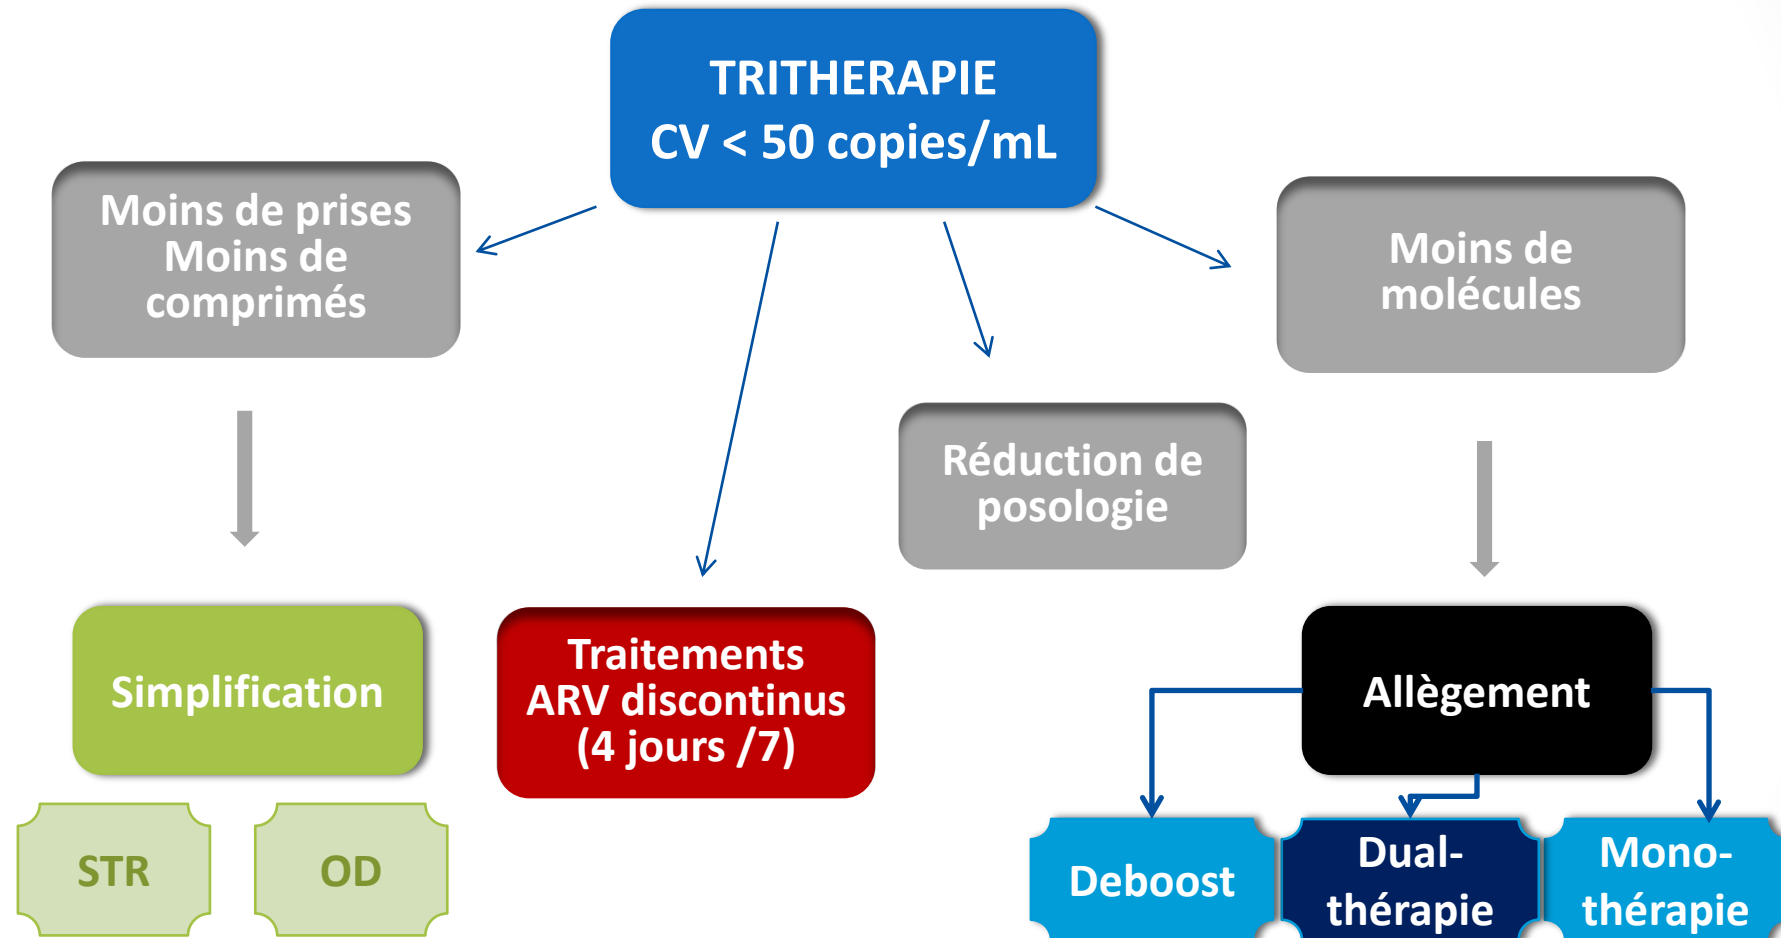 TRITHERAPIE
CV < 50 copies/mL
Moins de prises
Moins de
comprimés
Moins de
molécules
Réduction de
posologie
Simplification
Traitements
ARV discontinus
(4 jours /7)
Allègement
STR
OD
Deboost
Dual-
thérapie
Mono-
thérapie